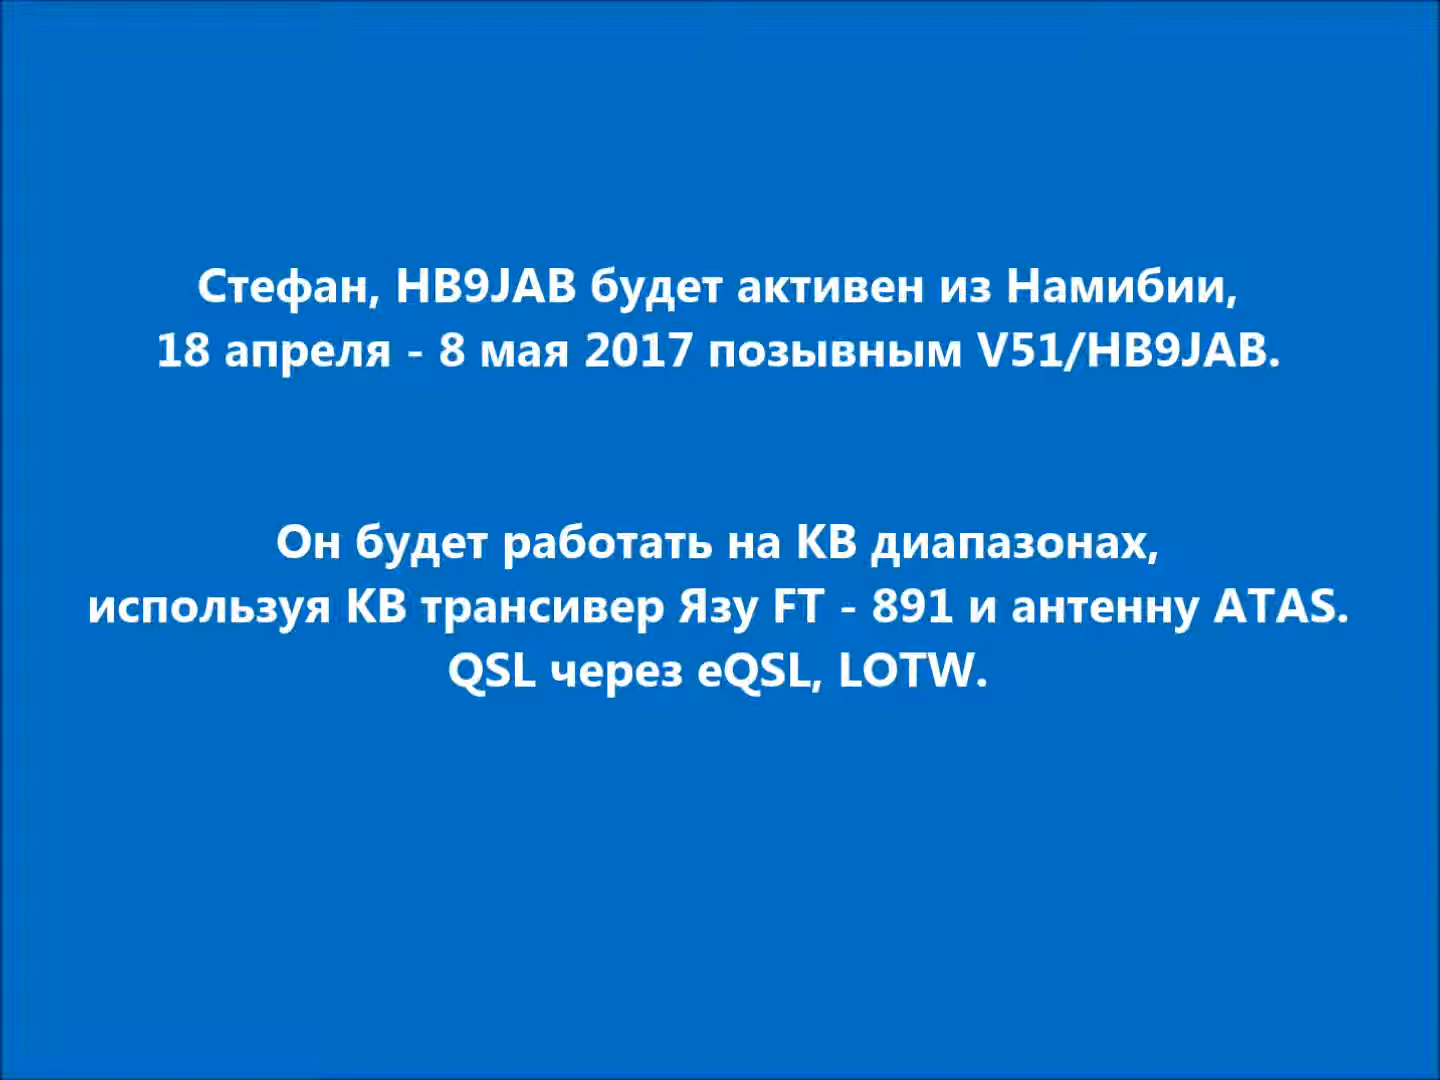 Стефан, HB9JAB будет активен из Намибии,
18 апреля - 8 мая 2017 позывным V51/HB9JAB.
Он будет работать на КВ диапазонах,
используя КВ трансивер Язу FT - 891 и антенну ATAS.
QSL через eQSL, LOTW.